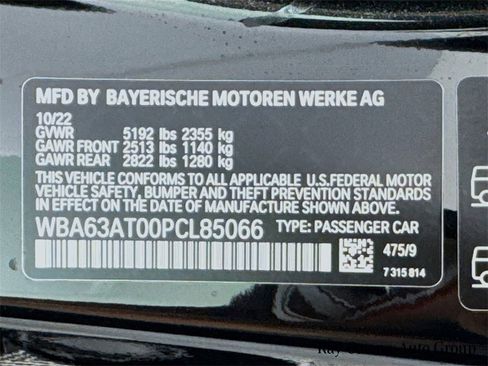 MFD BY BAYERISCHE MOTOREN WERKE AG
10/22
GVWR 5192 lbs 2355 kg
GAWR FRONT 2513 lbs 1140 kg
GAWR REAR 2822 lbs 1280 kg
THIS VEHICLE CONFORMS TO ALL APPLICABLE U.S.FEDERAL MOTOR
VEHICLE SAFETY, BUMPER AND THEFT PREVENTION STANDARDS
IN EFFECT ON THE DATE OF MANUFACTURE SHOWN ABOVE.
WBA63AT00PCL85066 TYPE: PASSENGER CAR
475/9
7 315 814
Auto Group